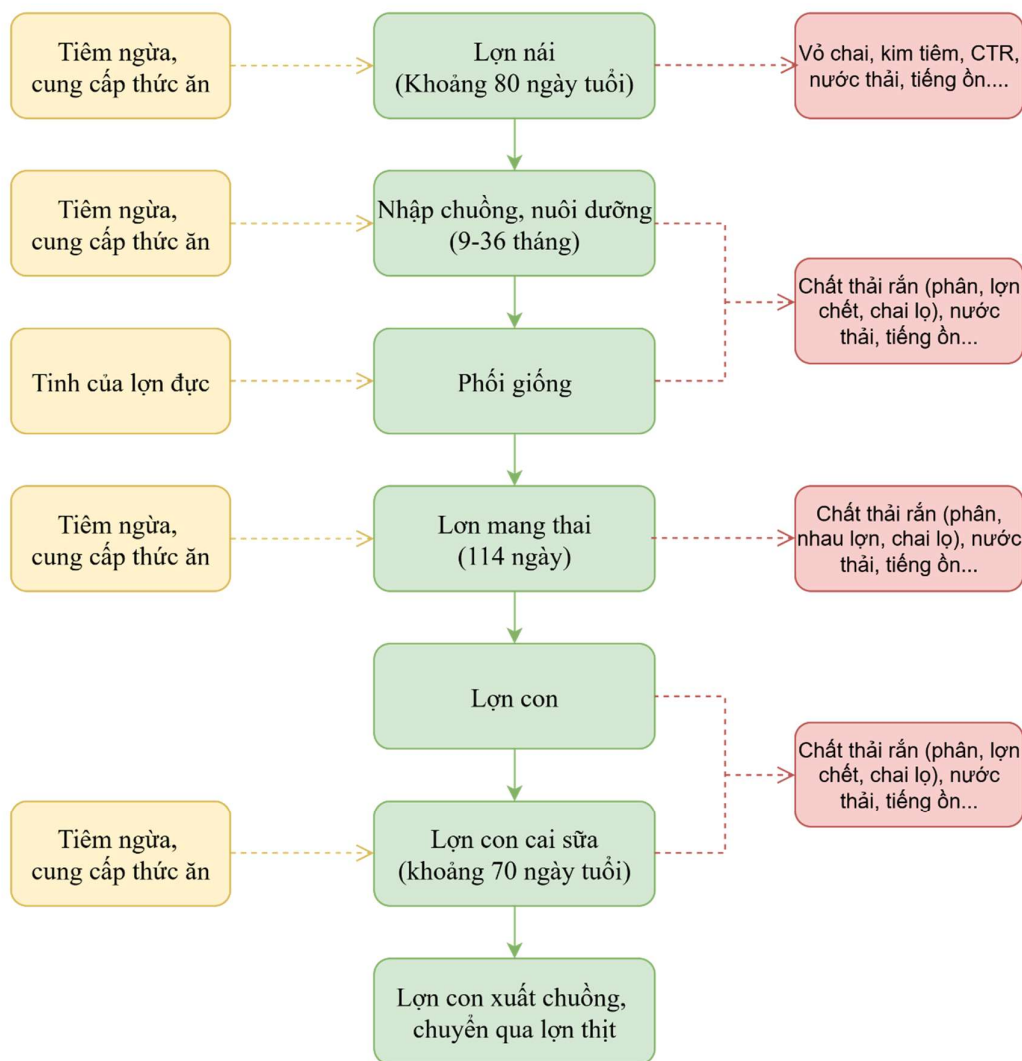 Tiêm ngừa,
cung cấp thức ăn
Lợn nái
(Khoảng 80 ngày tuổi)
Vỏ chai, kim tiêm, CTR,
nước thải, tiếng ồn....
Tiêm ngừa,
cung cấp thức ăn
Nhập chuồng, nuôi dưỡng
(9-36 tháng)
Chất thải rắn (phân, lợn
chết, chai lọ), nước
thải, tiếng ồn...
Tinh của lợn đực
Phối giống
Tiêm ngừa,
cung cấp thức ăn
Lơn mang thai
(114 ngày)
Chất thải rắn (phân,
nhau lợn, chai lọ), nước
thải, tiếng ồn...
Lợn con
Chất thải rắn (phân, lợn
chết, chai lọ), nước
thải, tiếng ồn...
Tiêm ngừa,
cung cấp thức ăn
Lợn con cai sữa
(khoảng 70 ngày tuổi)
Lợn con xuất chuồng,
chuyển qua lợn thịt